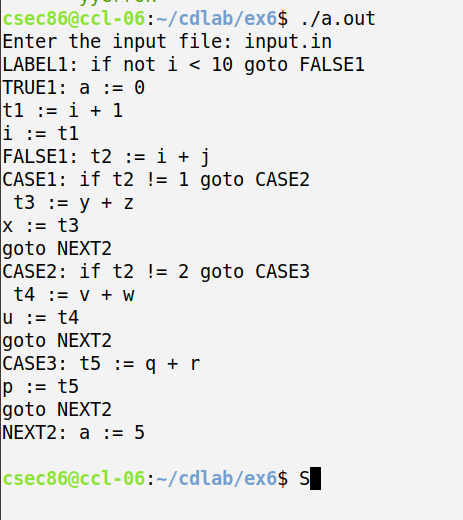 csec86@ccl-06:~/cdlab/ex6$ ./a.out
Enter the input file: input.in
LABEL1: if not i < 10 goto FALSE1
TRUE1: a := 0
t1 := i + 1
i := t1
FALSE1: t2 := i + j
CASE1: if t2 != 1 goto CASE2
 t3 := y + z
x := t3
goto NEXT2
CASE2: if t2 != 2 goto CASE3
 t4 := v + w
u := t4
goto NEXT2
CASE3: t5 := q + r
p := t5
goto NEXT2
NEXT2: a := 5
csec86@ccl-06:~/cdlab/ex6$ S